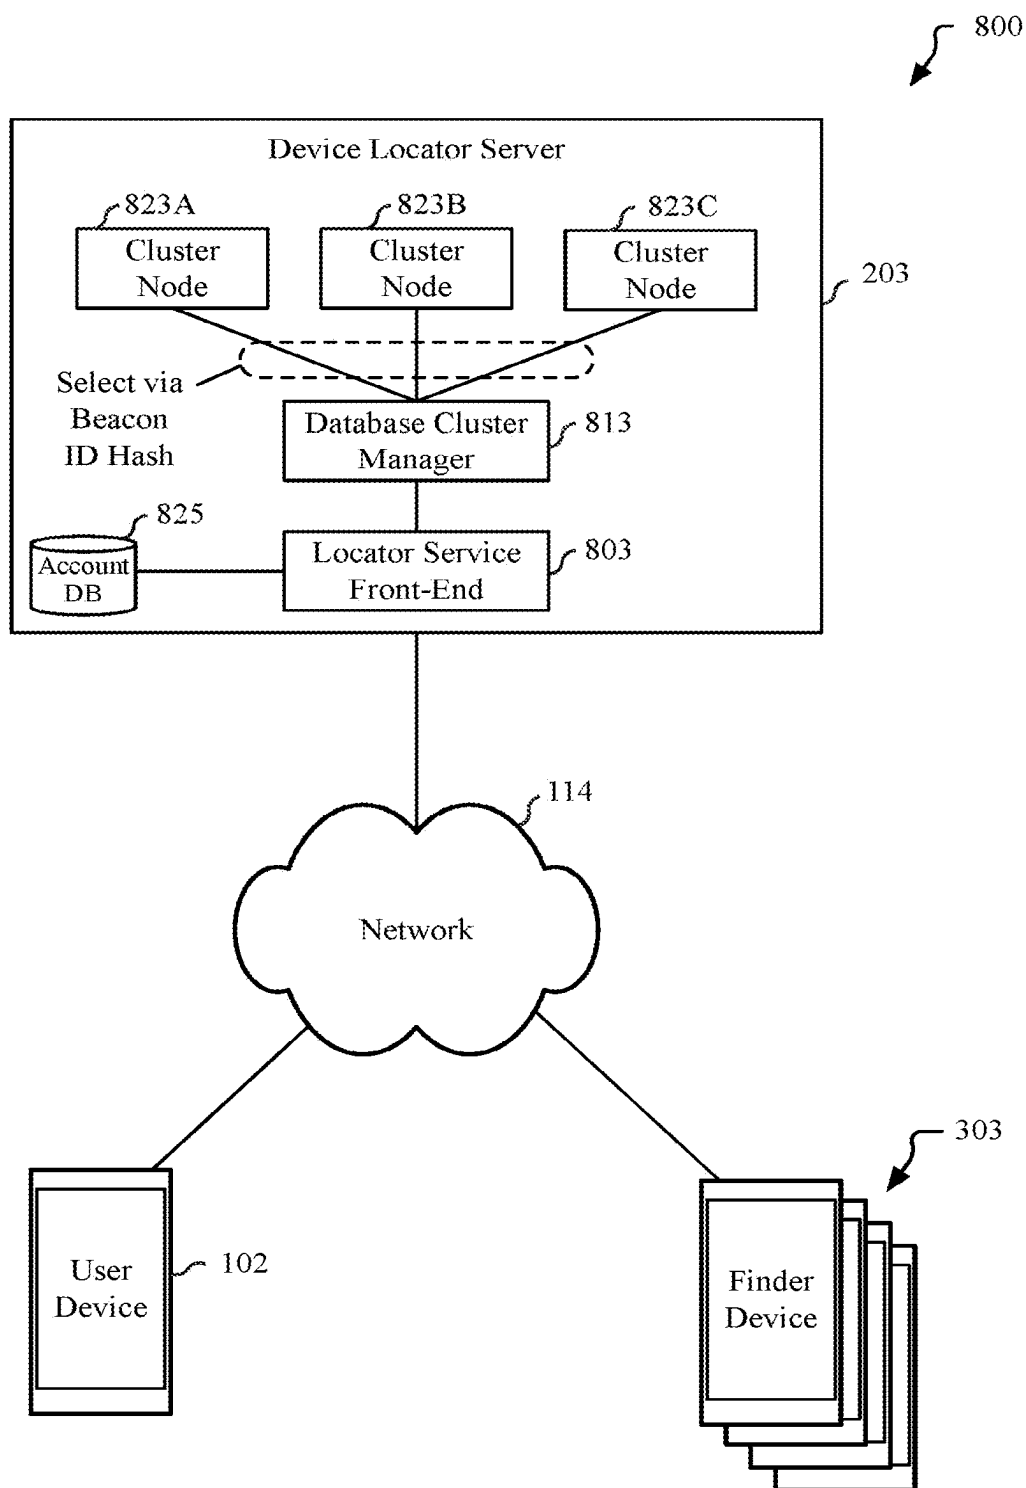 800
Device Locator Server
823A
823B
823C
Cluster
Node
Cluster
Node
Cluster
Node
203
Select via
Beacon
ID Hash
Database Cluster
Manager
813
825
Account
DB
Locator Service
Front-End
803
114
Network
303
User
Device
102
Finder
Device